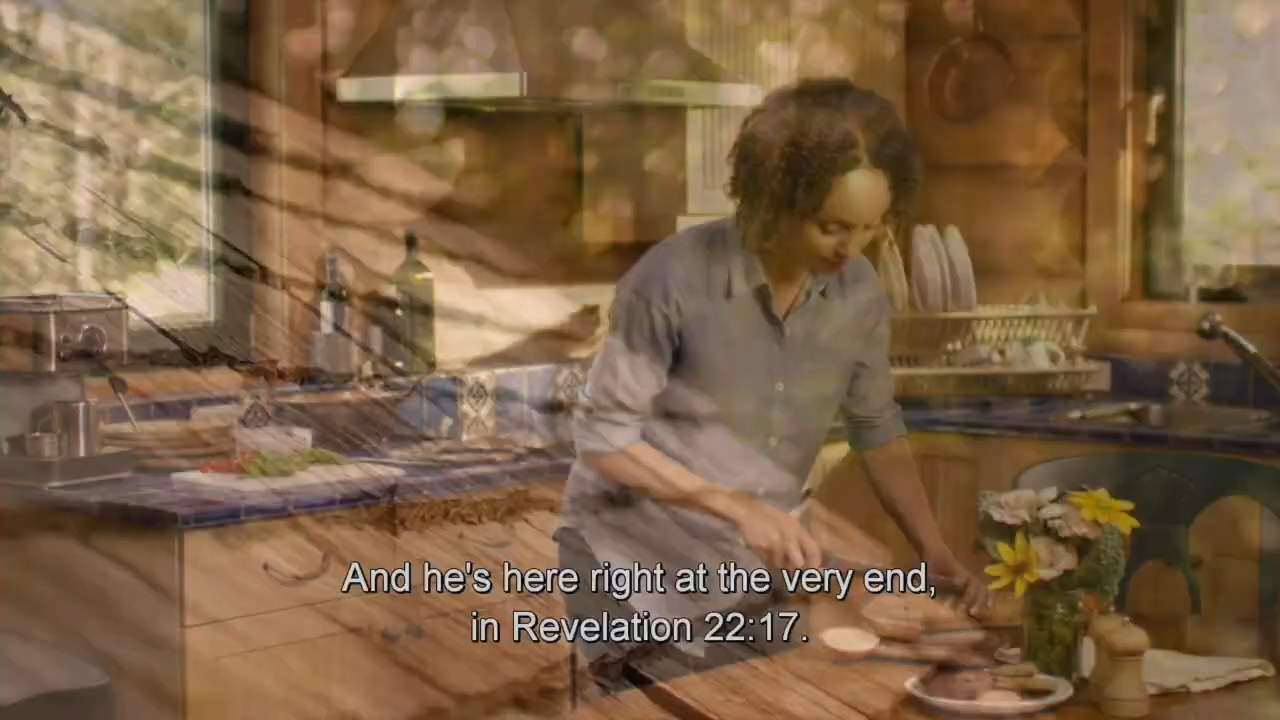 And he's here right at the very end,
in Revelation 22:17.